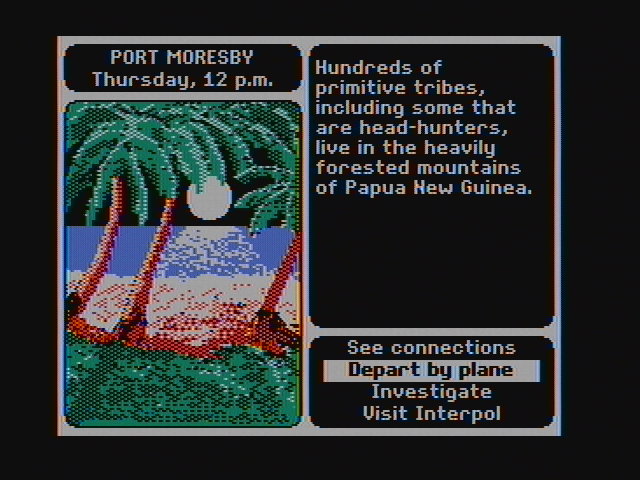 PORT MORESBY
Thursday, 12 p.m.
Hundreds of
primitive tribes,
including some that
are head-hunters,
live in the heavily
forested mountains
of Papua New Guinea.
See connections
Depart by plane
Investigate
Visit Interpol